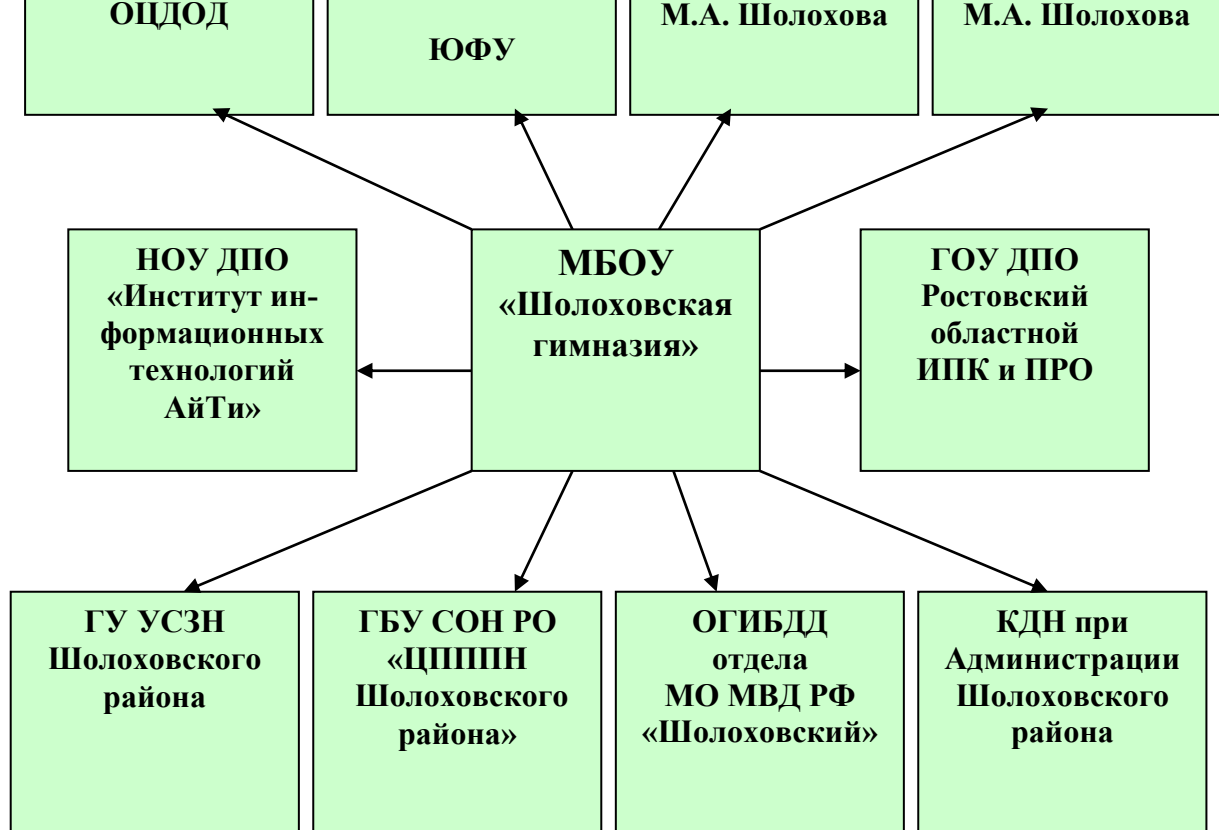 ОЦДОД
ЮФУ
М.А. Шолохова
М.А. Шолохова
НОУ ДПО
«Институт ин-
формационных
технологий
АйТи»
МБОУ
«Шолоховская
гимназия»
ГОУ ДПО
Ростовский
областной
ИПК и ПРО
ГУ УСЗН
Шолоховского
района
ГБУ СОН РО
«ЦПППН
Шолоховского
района»
ОГИБДД
отдела
МО МВД РФ
«Шолоховский»
КДН при
Администрации
Шолоховского
района